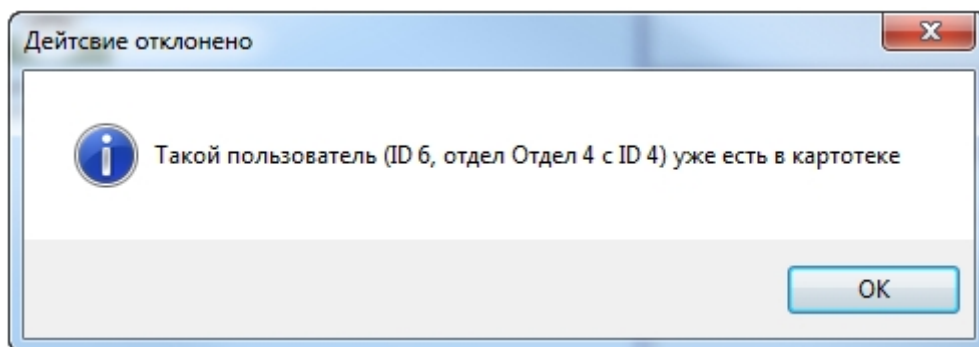 Дейтсвие отклонено
Такой пользователь (ID 6, отдел Отдел 4 с ID 4) уже есть в картотеке
OK